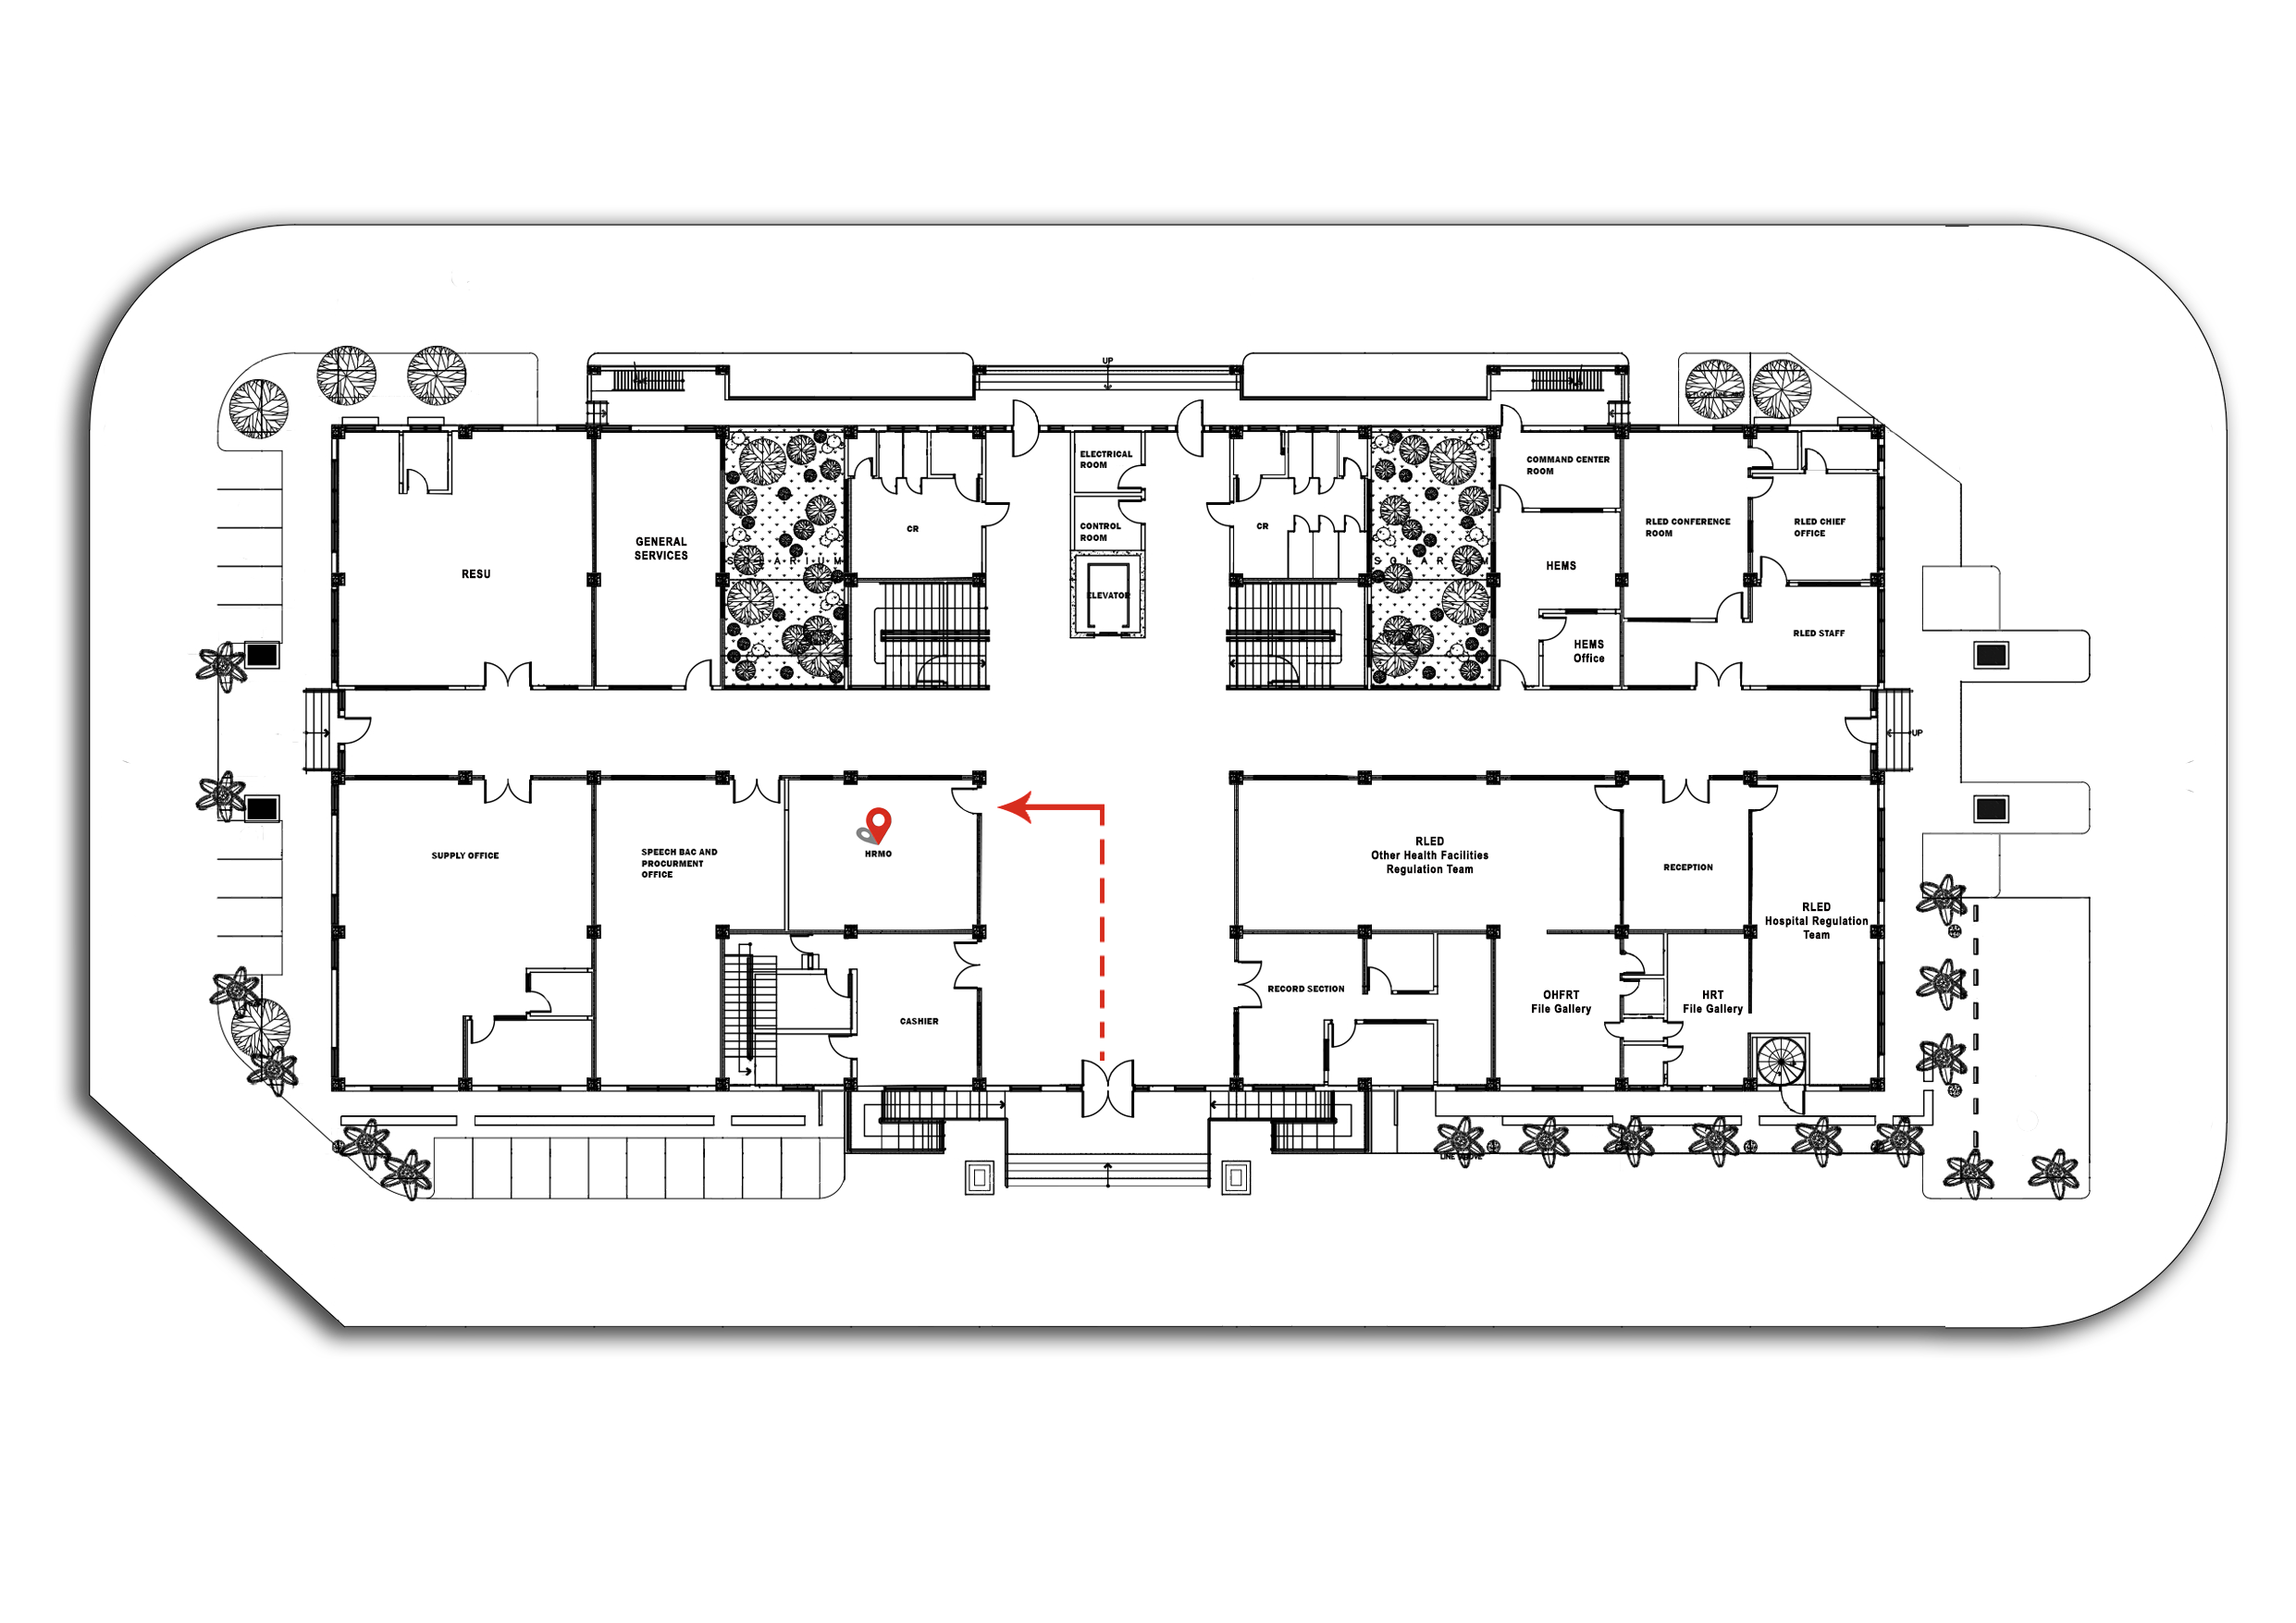 UP
ELECTRICAL
ROOM
COMMAND CENTER
ROOM
CR
CONTROL
ROOM
CR
RLED CONFERENCE
ROOM
RLED CHIEF
OFFICE
GENERAL
SERVICES
RESU
SOLARIUM
ELEVATOR
HEMS
RLED STAFF
HEMS
Office
UP
SUPPLY OFFICE
SPEECH BAC AND
PROCURMENT
OFFICE
HRMO
RLED
Other Health Facilities
Regulation Team
RECEPTION
RLED
Hospital Regulation
Team
CASHIER
RECORD SECTION
OHFRT
File Gallery
HRT
File Gallery